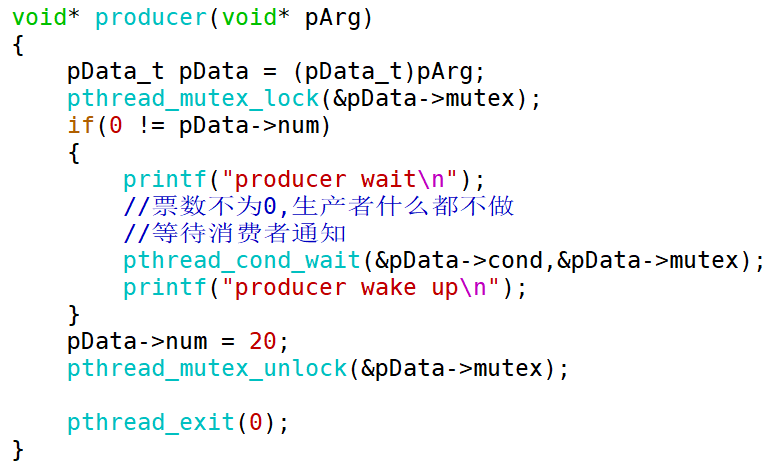 void* producer(void* pArg)
{
    pData_t pData = (pData_t)pArg;
    pthread_mutex_lock(&pData->mutex);
    if(0 != pData->num)
    {
        printf("producer wait\n");
        //票数不为0,生产者什么都不做
        //等待消费者通知
        pthread_cond_wait(&pData->cond,&pData->mutex);
        printf("producer wake up\n");
    }
    pData->num = 20;
    pthread_mutex_unlock(&pData->mutex);

    pthread_exit(0);
}